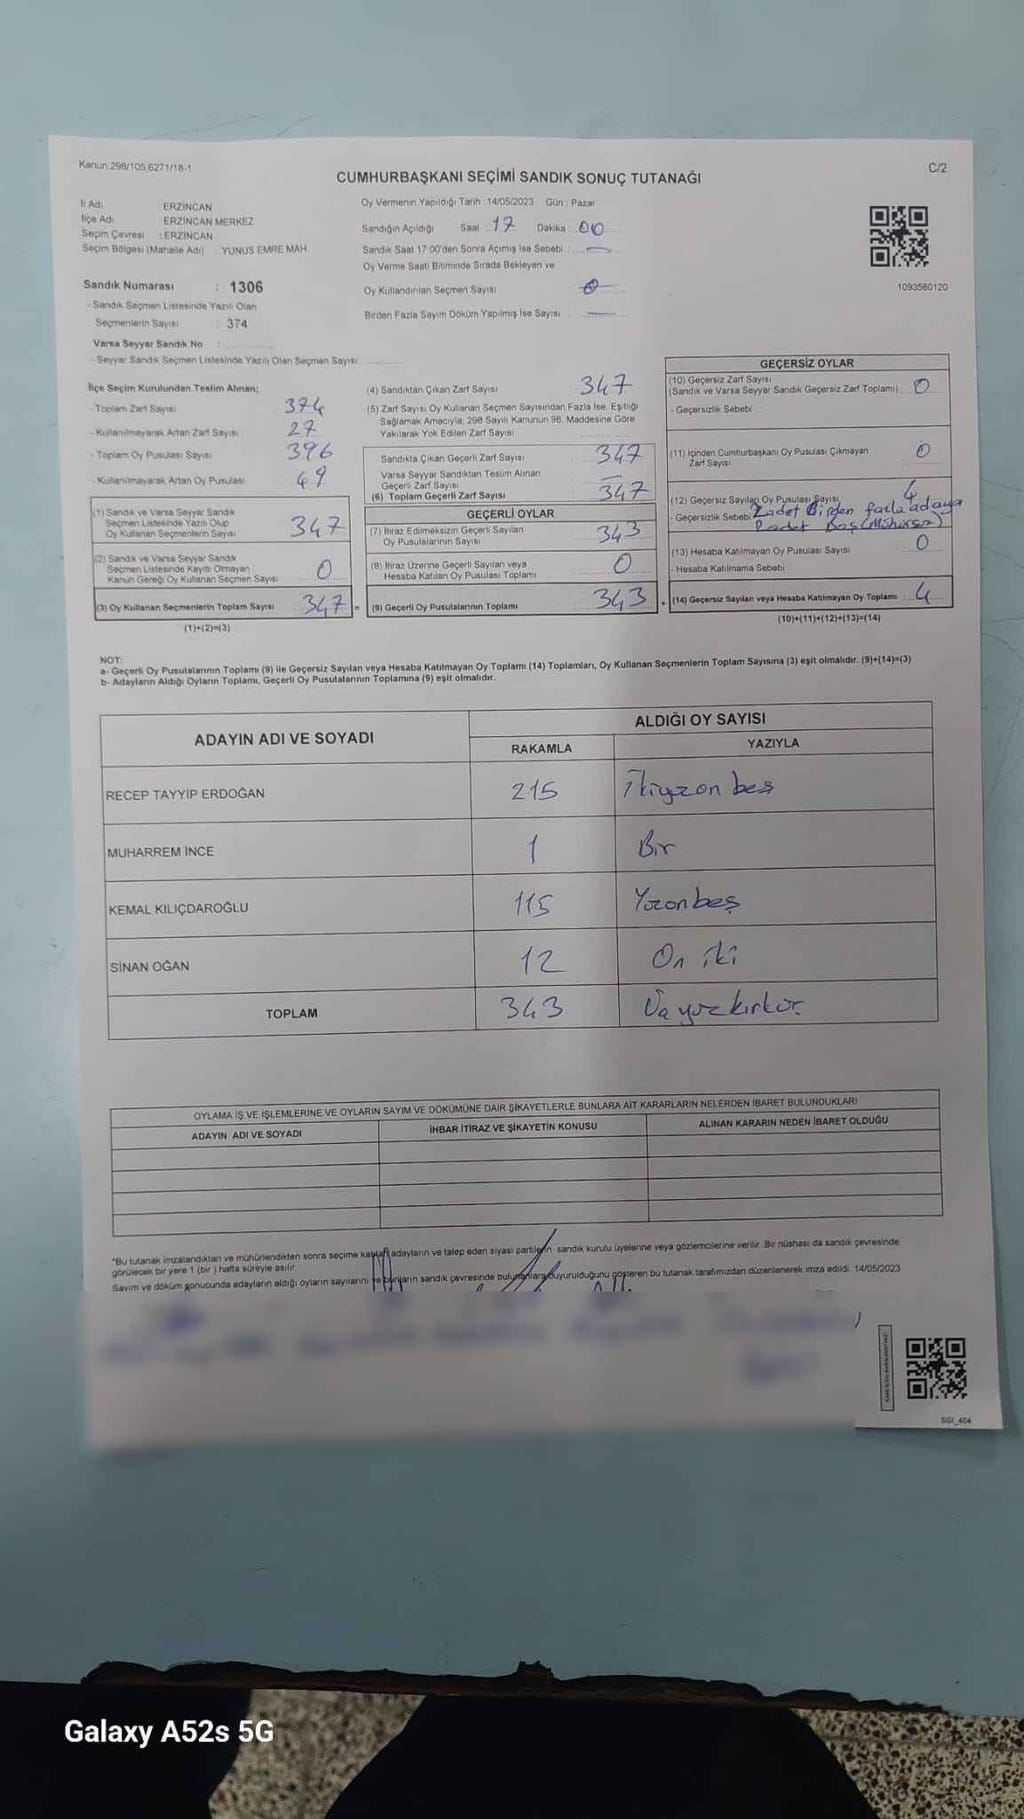 Kanun:298/105,6271/18-1
C/2
CUMHURBAŞKANI SEÇİMİ SANDIK SONUÇ TUTANAĞI
İl Adı ERZİNCAN
İlçe Adı ERZİNCAN MERKEZ
Seçim Çevresi : ERZİNCAN
Seçim Bölgesi (Mahalle Adı) YUNUS EMRE MAH
Sandık Numarası : 1306
- Sandık Seçmen Listesinde Yazılı Olan
Seçmenlerin Sayısı : 374
Varsa Seyyar Sandık No :
- Seyyar Sandık Seçmen Listesinde Yazılı Olan Seçmen Sayısı
Oy Vermenin Yapıldığı Tarih : 14/05/2023 Gün : Pazar
Sandığın Açıldığı Saat : 17 Dakika : 00
Sandık Saat 17:00'den Sonra Açımış İse Sebebi :
Oy Verme Saati Bitiminde Sırada Bekleyen ve
Oy Kullandırılan Seçmen Sayısı 0
Birden Fazla Sayım Döküm Yapılmış İse Sayısı
1093560120
İlçe Seçim Kurulundan Teslim Alınan;
- Toplam Zarf Sayısı 374
- Kullanılmayarak Artan Zarf Sayısı 27
- Toplam Oy Pusulası Sayısı 396
- Kullanılmayarak Artan Oy Pusulası 49
(1) Sandık ve Varsa Seyyar Sandık
Seçmen Listesinde Yazılı Olup
Oy Kullanan Seçmenlerin Sayısı 347
(2) Sandık ve Varsa Seyyar Sandık
Seçmen Listesinde Kayıtlı Olmayan
Kanun Gereği Oy Kullanan Seçmen Sayısı 0
(3) Oy Kullanan Seçmenlerin Toplam Sayısı 347 =
(1)+(2)=(3)
(4) Sandıktan Çıkan Zarf Sayısı 347
(5) Zarf Sayısı Oy Kullanan Seçmen Sayısından Fazla İse, Eşitliği
Sağlamak Amacıyla; 298 Sayılı Kanunun 98. Maddesine Göre
Yakılarak Yok Edilen Zarf Sayısı
Sandıkta Çıkan Geçerli Zarf Sayısı 347
Varsa Seyyar Sandıktan Teslim Alınan
Geçerli Zarf Sayısı
(6) Toplam Geçerli Zarf Sayısı 347
GEÇERLİ OYLAR
(7) İtiraz Edilmeksizin Geçerli Sayılan
Oy Pusulalarının Sayısı 343
(8) İtiraz Üzerine Geçerli Sayılan veya
Hesaba Katılan Oy Pusulası Toplamı 0
(9) Geçerli Oy Pusulalarının Toplamı 343 +
GEÇERSİZ OYLAR
(10) Geçersiz Zarf Sayısı
(Sandık ve Varsa Seyyar Sandık Geçersiz Zarf Toplamı) 0
- Geçersizlik Sebebi :
(11) İçinden Cumhurbaşkanı Oy Pusulası Çıkmayan
Zarf Sayısı 0
(12) Geçersiz Sayılan Oy Pusulası Sayısı 4
- Geçersizlik Sebebi 2 adet Birden fazla adaya
2 adet Boş (Mühürsüz)
(13) Hesaba Katılmayan Oy Pusulası Sayısı 0
- Hesaba Katılmama Sebebi
(14) Geçersiz Sayılan veya Hesaba Katılmayan Oy Toplamı 4
(10)+(11)+(12)+(13)=(14)
NOT:
a- Geçerli Oy Pusulalarının Toplamı (9) ile Geçersiz Sayılan veya Hesaba Katılmayan Oy Toplamı (14) Toplamları, Oy Kullanan Seçmenlerin Toplam Sayısına (3) eşit olmalıdır. (9)+(14)=(3)
b- Adayların Aldığı Oyların Toplamı, Geçerli Oy Pusulalarının Toplamına (9) eşit olmalıdır.
ADAYIN ADI VE SOYADI ALDIĞI OY SAYISI
RAKAMLA YAZIYLA
RECEP TAYYİP ERDOĞAN 215 İkiyüzon beş
MUHARREM İNCE 1 Bir
KEMAL KILIÇDAROĞLU 115 Yüzonbeş
SİNAN OĞAN 12 On iki
TOPLAM 343 Üçyüzkırküç
OYLAMA İŞ VE İŞLEMLERİNE VE OYLARIN SAYIM VE DÖKÜMÜNE DAİR ŞİKAYETLERLE BUNLARA AİT KARARLARIN NELERDEN İBARET BULUNDUKLARI
ADAYIN ADI VE SOYADI İHBAR İTİRAZ VE ŞİKAYETİN KONUSU ALINAN KARARIN NEDEN İBARET OLDUĞU
*Bu tutanak imzalandıktan ve mühürlendikten sonra seçime katılan adayların ve talep eden siyasi partilerin sandık kurulu üyelerine veya gözlemcilerine verilir. Bir nüshası da sandık çevresinde
görülecek bir yere 1 (bir) hafta süreyle asılır.
Sayım ve döküm sonucunda adayların aldığı oyların sayılarını ve bunların sandık çevresinde bulunanlara duyurulduğunu gösteren bu tutanak tarafımızdan düzenlenerek imza edildi. 14/05/2023
SSt_404
Galaxy A52s 5G